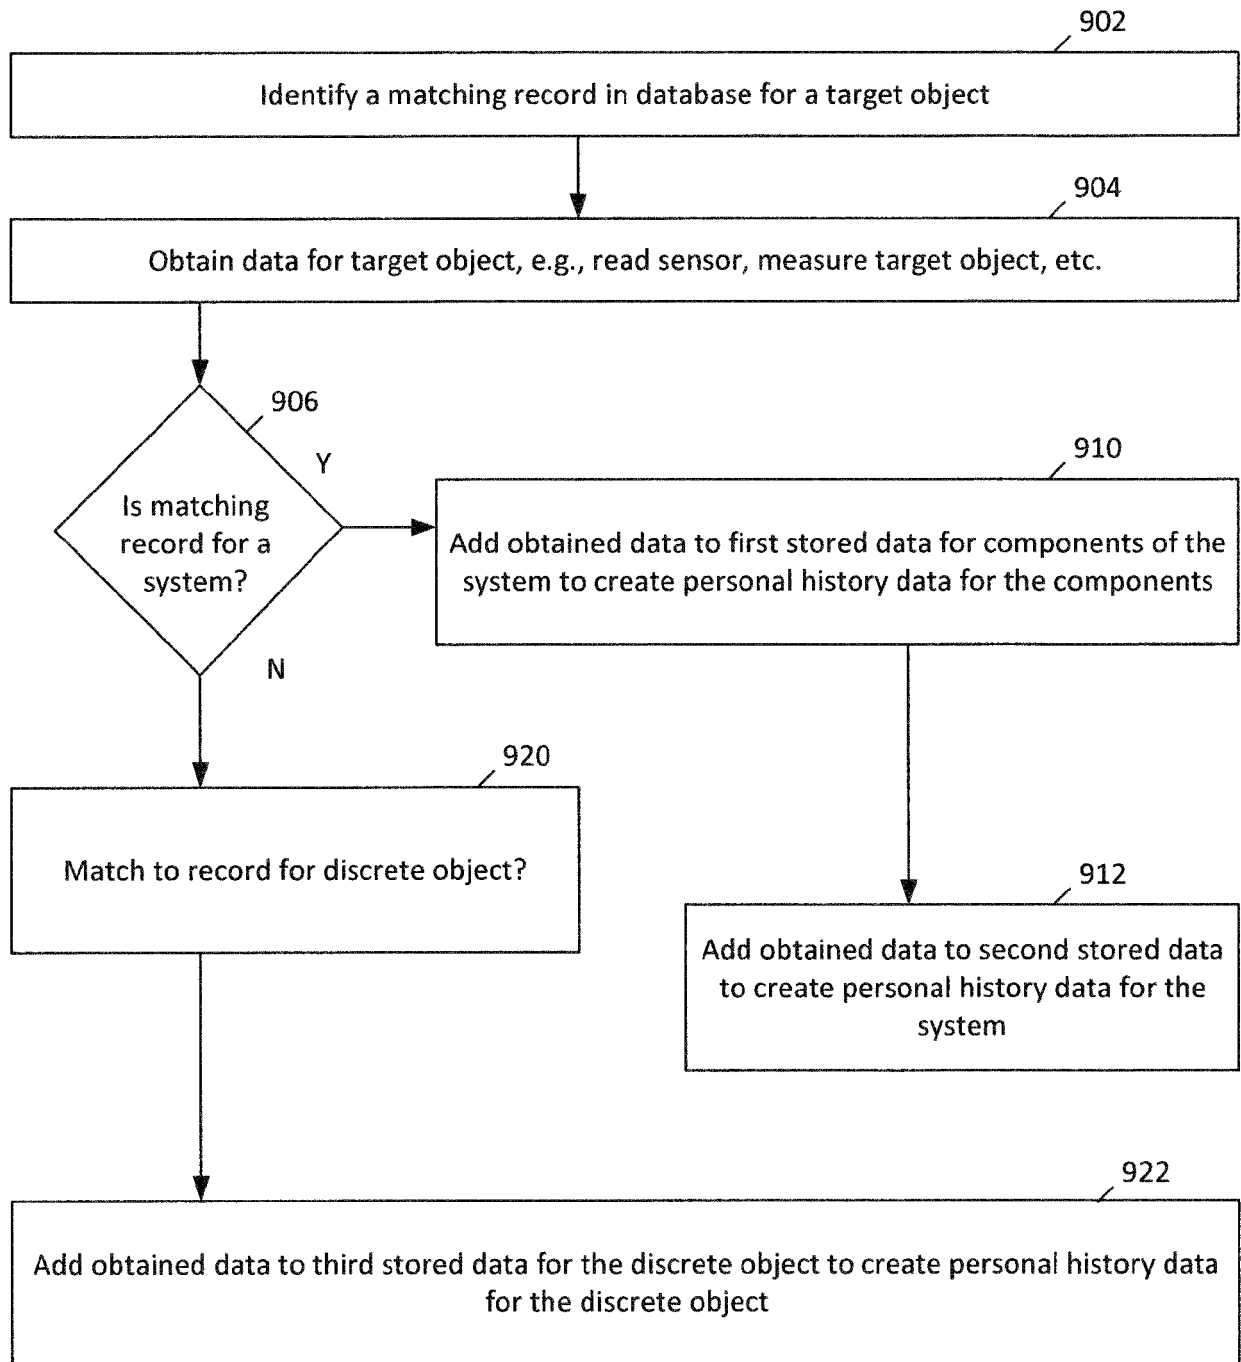 902
Identify a matching record in database for a target object
904
Obtain data for target object, e.g., read sensor, measure target object, etc.
906
Y
Is matching
record for a
system?
N
910
Add obtained data to first stored data for components of the
system to create personal history data for the components
920
Match to record for discrete object?
912
Add obtained data to second stored data
to create personal history data for the
system
922
Add obtained data to third stored data for the discrete object to create personal history data
for the discrete object